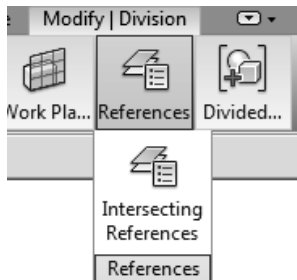 Modify | Division
Work Pla... References Divided...
Intersecting
References
References